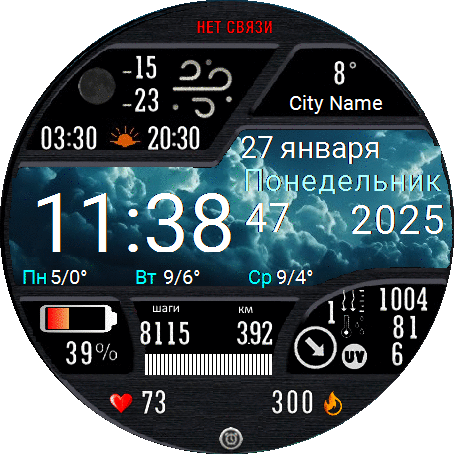 НЕТ СВЯЗИ
-15
-23
8°
City Name
03:30 20:30
27 января
Понедельник
11:38 47 2025
Пн 5/0° Вт 9/6° Ср 9/4°
шаги км
8115 3.92
39%
1 1004
81
UV 6
73 300